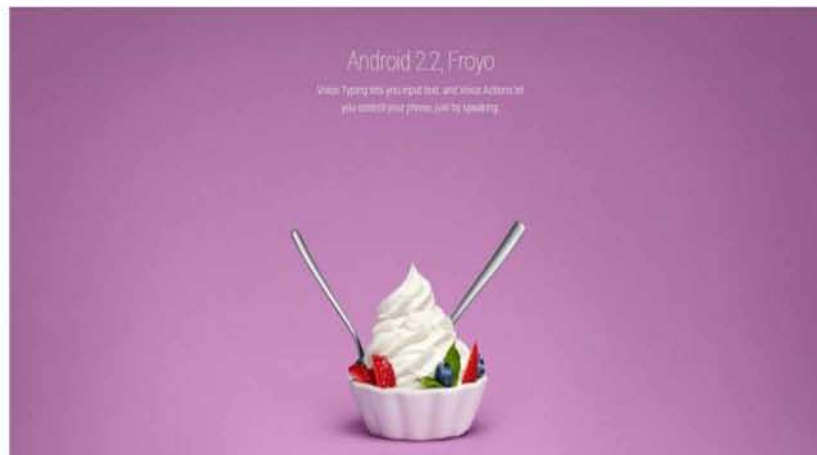 Android 2.2, Froyo
Voice Typing lets you input text, and Voice Actions let
you control your phone, just by speaking.